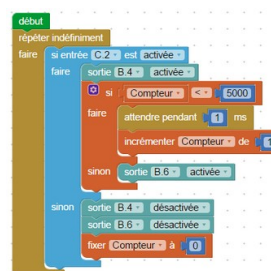 début
répéter indéfiniment
faire si entrée C.2 est activée
faire sortie B.4 activée
si Compteur < 5000
faire attendre pendant 1 ms
incrémenter Compteur de 1
sinon sortie B.6 activée
sinon sortie B.4 désactivée
sortie B.6 désactivée
fixer Compteur à 0